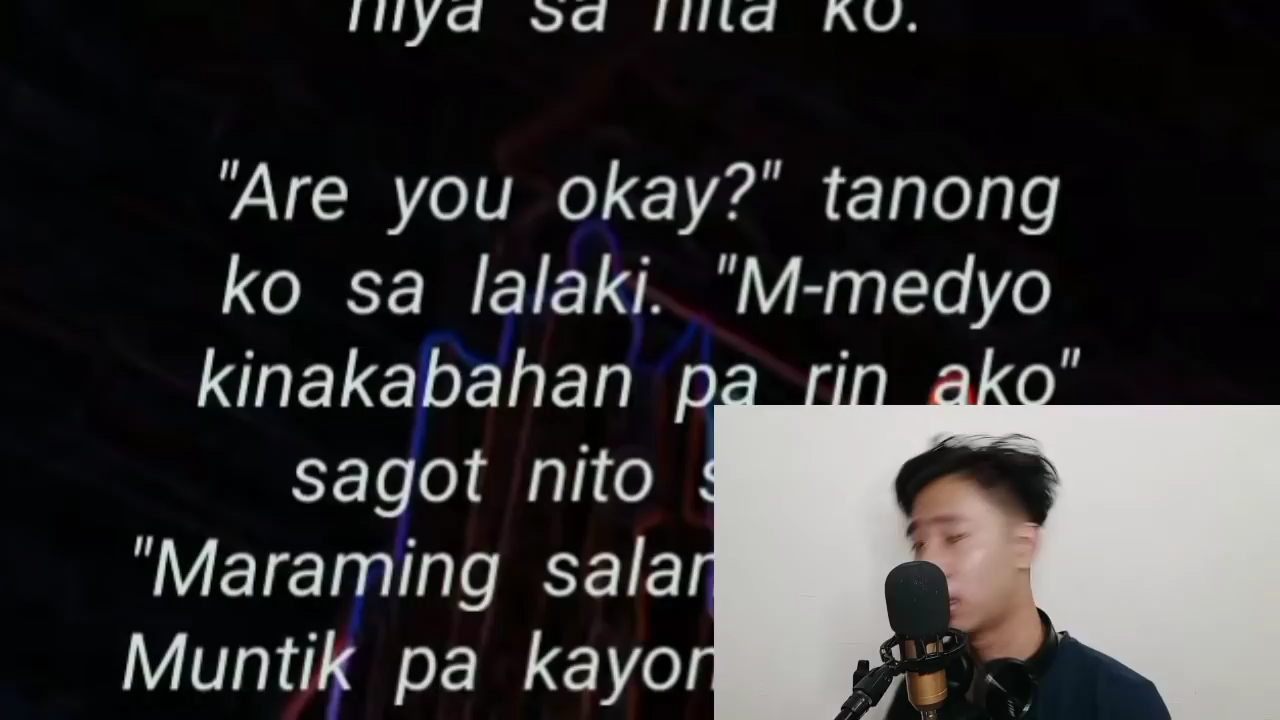 niya sa hita ko.
"Are you okay?" tanong
ko sa lalaki. "M-medyo
kinakabahan pa rin ako"
sagot nito
"Maraming
Muntik pa